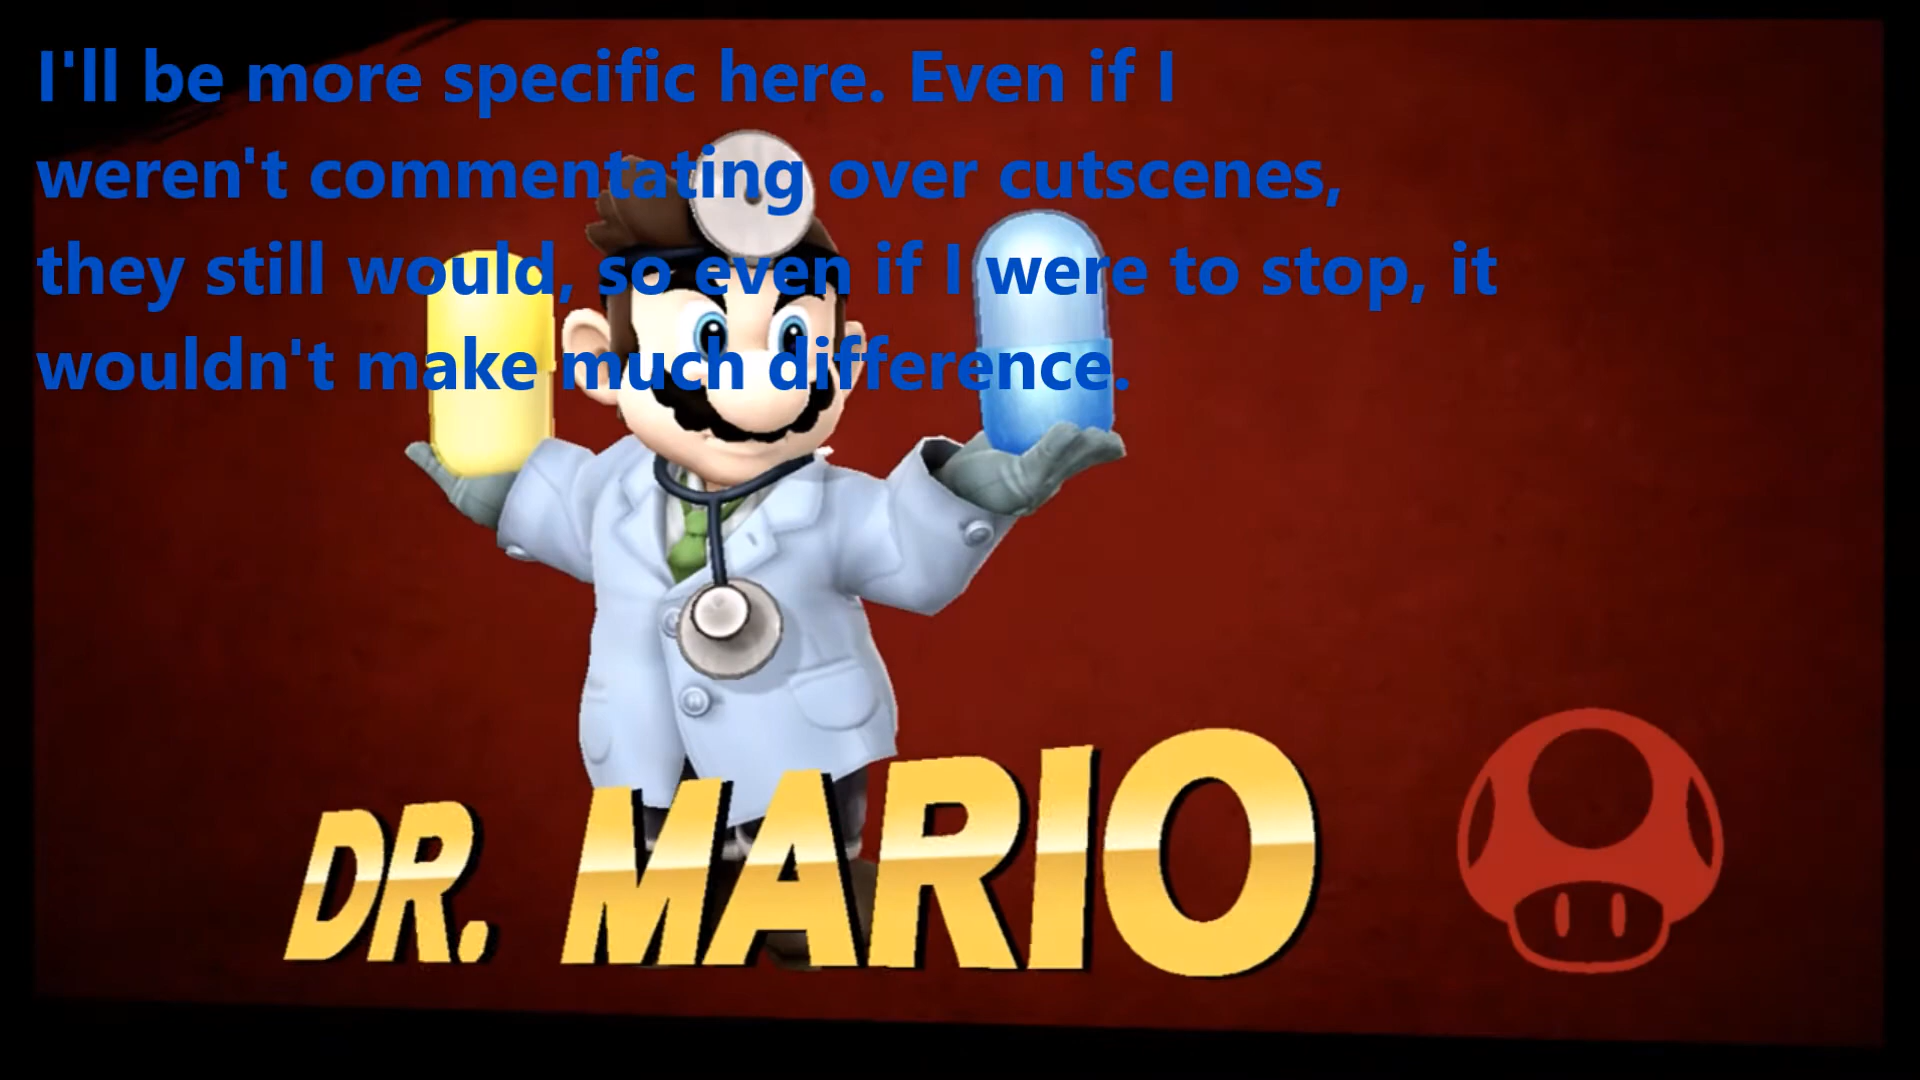 I'll be more specific here. Even if I
weren't commentating over cutscenes,
they still would, so even if I were to stop, it
wouldn't make much difference.
DR. MARIO